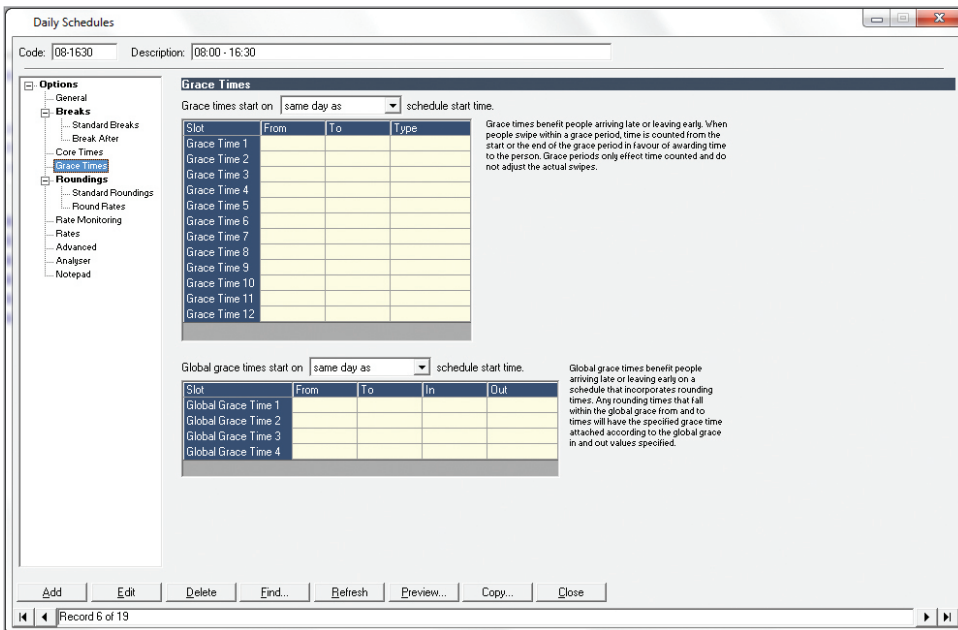 Daily Schedules
Code: 08-1630 Description: 08:00 - 16:30
Options
General
Breaks
Standard Breaks
Break After
Core Times
Grace Times
Roundings
Standard Roundings
Round Rates
Rate Monitoring
Rates
Advanced
Analyser
Notepad
Grace Times
Grace times start on same day as schedule start time.
Slot From To Type
Grace Time 1
Grace Time 2
Grace Time 3
Grace Time 4
Grace Time 5
Grace Time 6
Grace Time 7
Grace Time 8
Grace Time 9
Grace Time 10
Grace Time 11
Grace Time 12
Grace times benefit people arriving late or leaving early. When
people swipe within a grace period, time is counted from the
start or the end of the grace period in favour of awarding time
to the person. Grace periods only effect time counted and do
not adjust the actual swipes.
Global grace times start on same day as schedule start time.
Slot From To In Out
Global Grace Time 1
Global Grace Time 2
Global Grace Time 3
Global Grace Time 4
Global grace times benefit people
arriving late or leaving early on a
schedule that incorporates rounding
times. Any rounding times that fall
within the global grace from and to
times will have the specified grace time
attached according to the global grace
in and out values specified.
Add Edit Delete Find... Refresh Preview... Copy... Close
Record 6 of 19